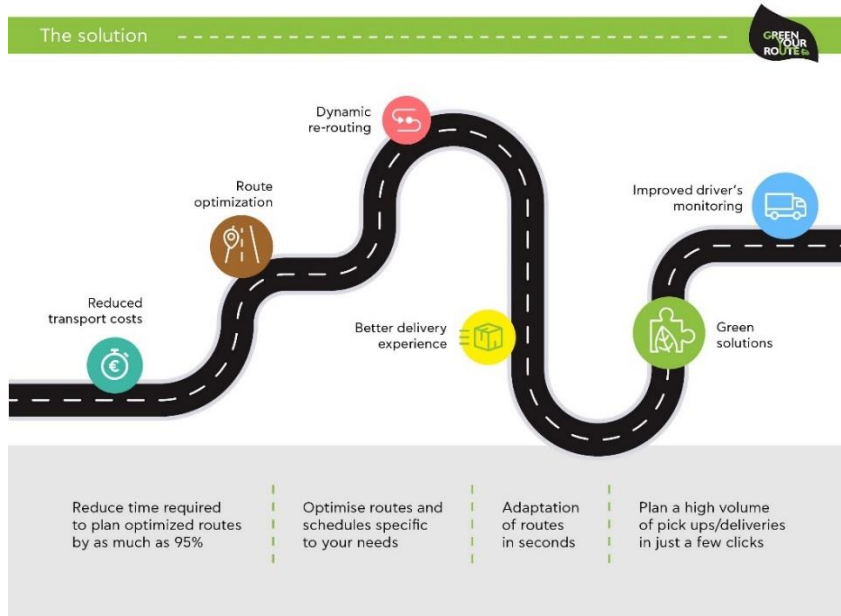 The solution
GREEN
YOUR
ROUTE
Dynamic
re-routing
Route
optimization
Improved driver's
monitoring
Reduced
transport costs
€
Better delivery
experience
Green
solutions
Reduce time required
to plan optimized routes
by as much as 95%
Optimise routes and
schedules specific
to your needs
Adaptation
of routes
in seconds
Plan a high volume
of pick ups/deliveries
in just a few clicks